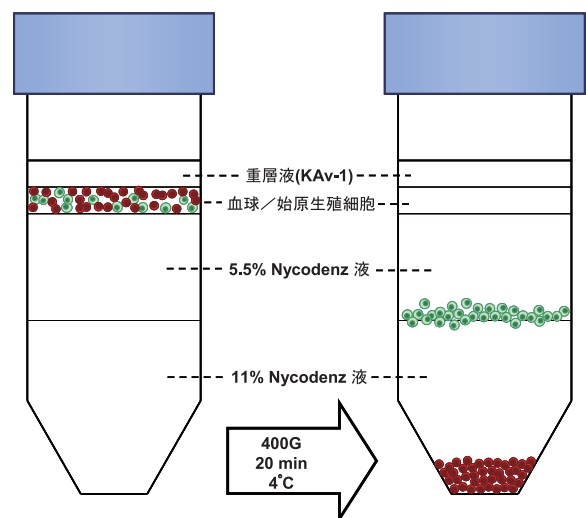 重層液(KAv-1)
血球／始原生殖細胞
5.5% Nycodenz 液
11% Nycodenz 液
400G
20 min
4˚C